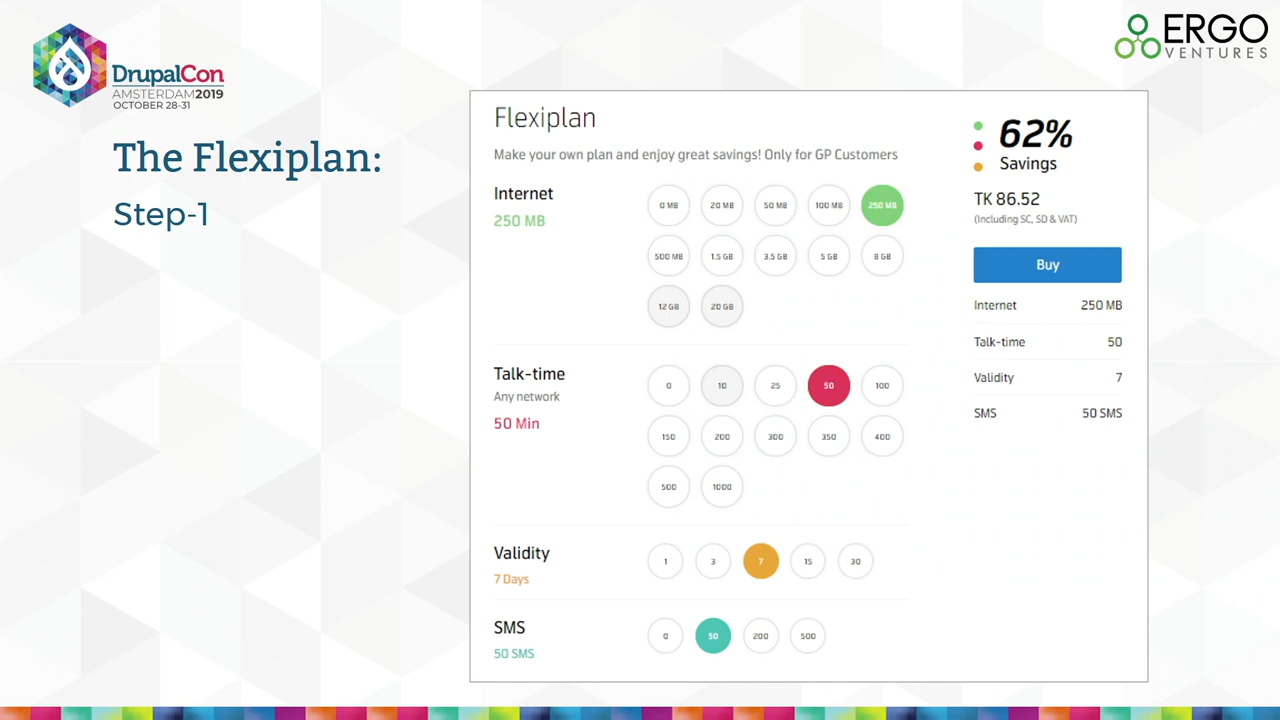 DrupalCon
AMSTERDAM2019
OCTOBER 28-31
ERGO
VENTURES
The Flexiplan:
Step-1
Flexiplan
Make your own plan and enjoy great savings! Only for GP Customers
Internet
250 MB
0 MB 20 MB 50 MB 100 MB 250 MB
500 MB 1.5 GB 3.5 GB 5 GB 8 GB
12 GB 20 GB
Talk-time
Any network
50 Min
0 10 25 50 100
150 200 300 350 400
500 1000
Validity
7 Days
1 3 7 15 30
SMS
50 SMS
0 50 200 500
62%
Savings
TK 86.52
(Including SC, SD & VAT)
Buy
Internet 250 MB
Talk-time 50
Validity 7
SMS 50 SMS